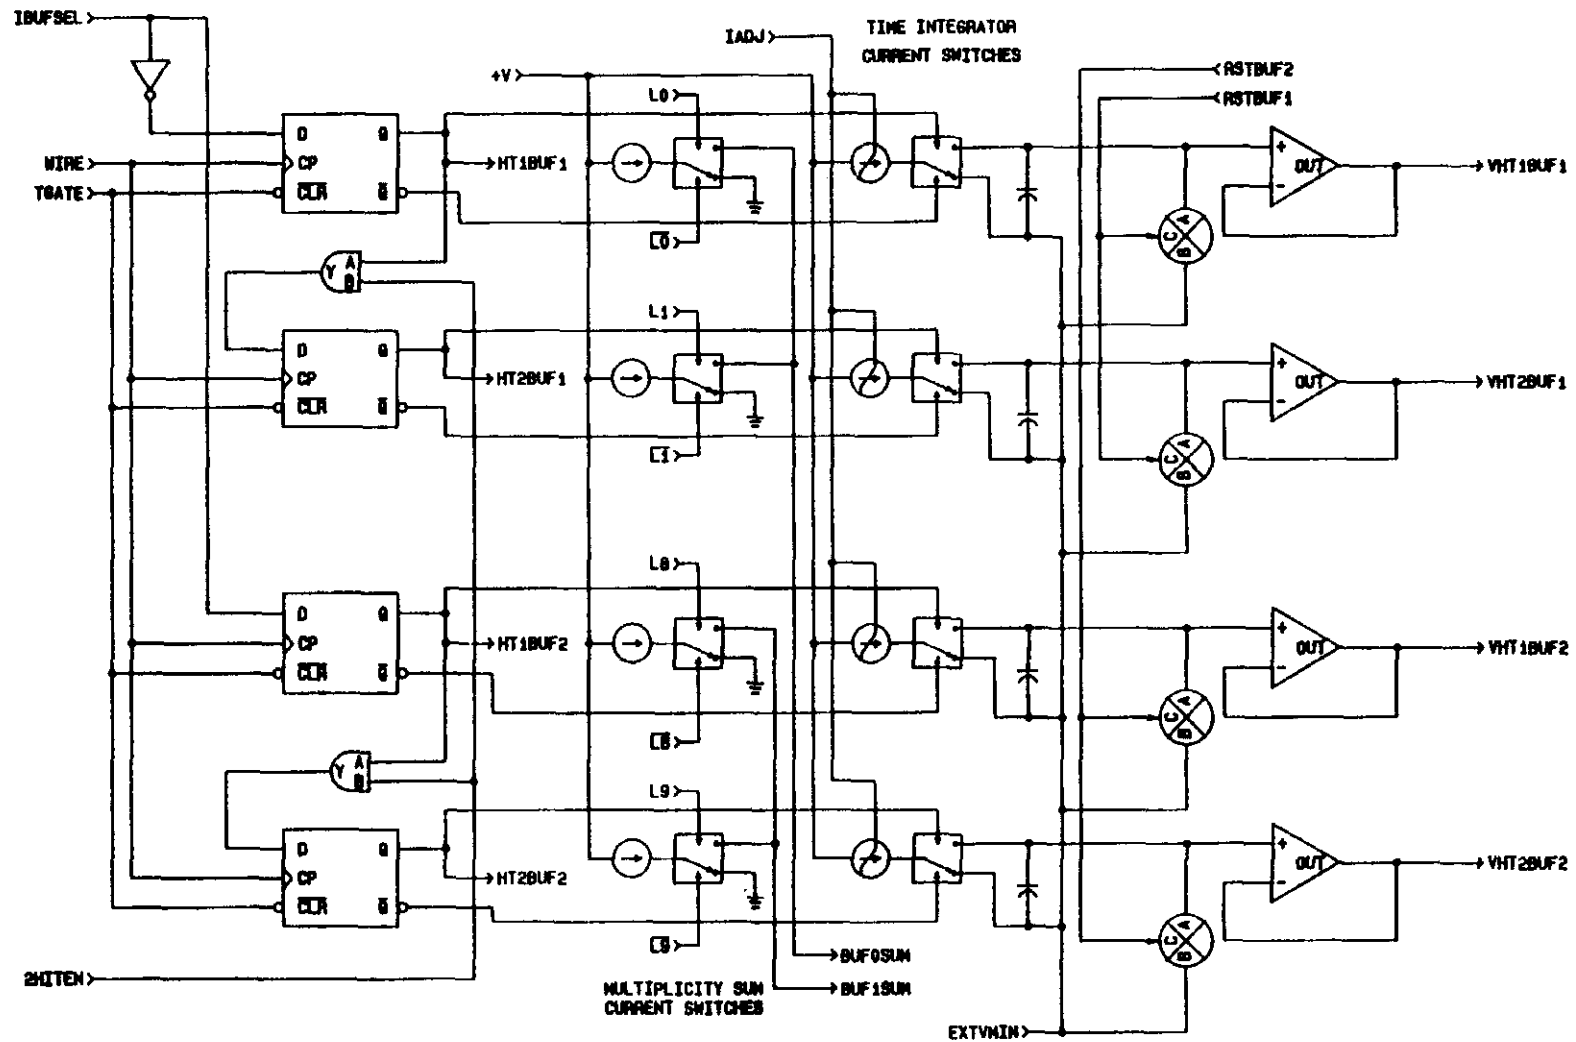 IBUFSEL
IADJ
TIME INTEGRATOR
CURRENT SWITCHES
+V
RSTBUF2
RSTBUF1
L0
D Q
WIRE
CP
HT1BUF1
+
OUT
-
VHT1BUF1
TGATE
CLR Q
L0
A
C
B
A
Y
B
L1
D Q
CP
HT2BUF1
+
OUT
-
VHT2BUF1
CLR Q
L1
A
C
B
L8
D Q
CP
HT1BUF2
+
OUT
-
VHT1BUF2
CLR Q
L8
A
C
B
A
Y
B
L9
D Q
CP
HT2BUF2
+
OUT
-
VHT2BUF2
CLR Q
L9
A
C
B
BUF0SUM
2HITEN
MULTIPLICITY SUM
CURRENT SWITCHES
BUF1SUM
EXTVMIN